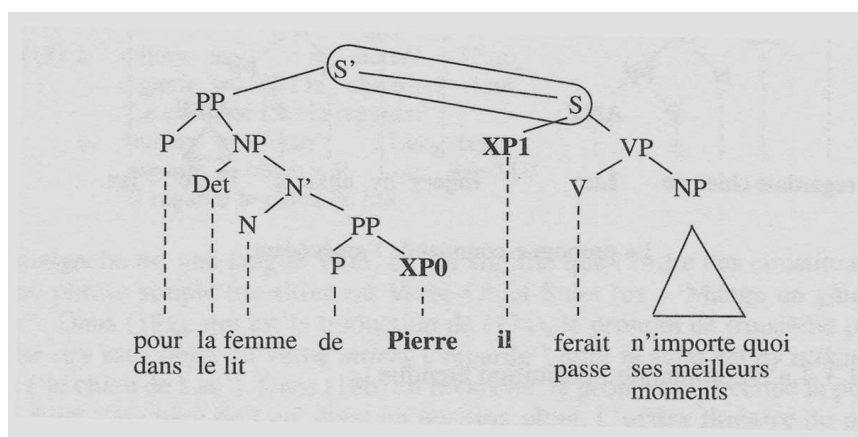 S'
S
PP
P NP
XP1 VP
Det N'
V NP
N PP
P XP0
pour la femme de Pierre il ferait n'importe quoi
dans le lit passe ses meilleurs
moments